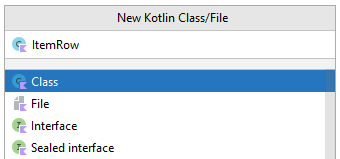 New Kotlin Class/File
ItemRow
Class
File
Interface
Sealed interface